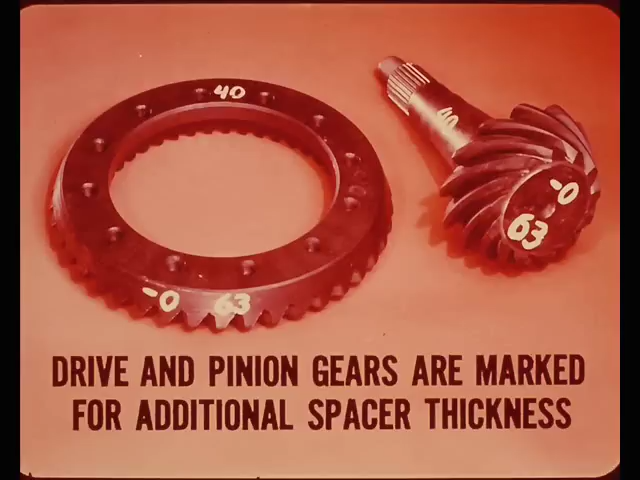 40
40
-0
63
-0 63
DRIVE AND PINION GEARS ARE MARKED
FOR ADDITIONAL SPACER THICKNESS